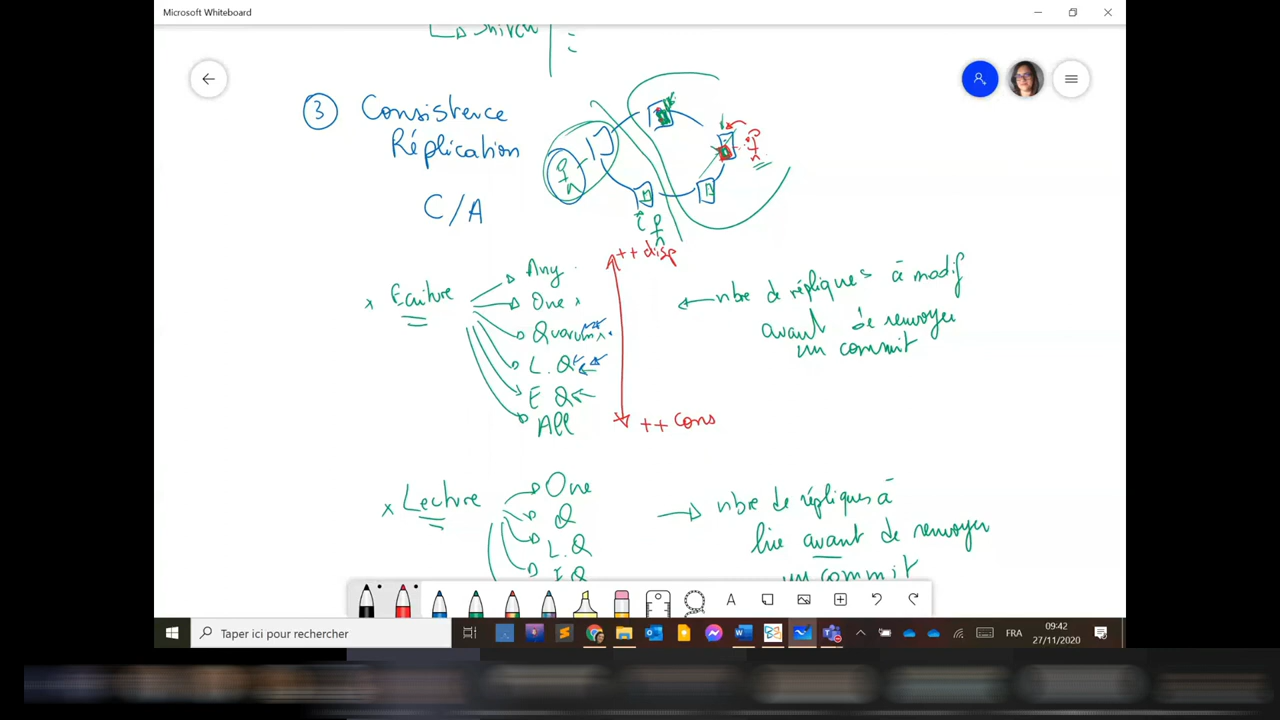 Microsoft Whiteboard
③ Consistence
Réplication
C/A
++ disp
× Ecriture
Any
One ×
Quorum
L. Q
E Q
All
++ Cons
nbre de répliques à modif
avant de renvoyer
un commit
× Lecture
One
Q
L. Q
E Q
nbre de répliques à
lire avant de renvoyer
un commit
A
Taper ici pour rechercher
FRA
09:42
27/11/2020